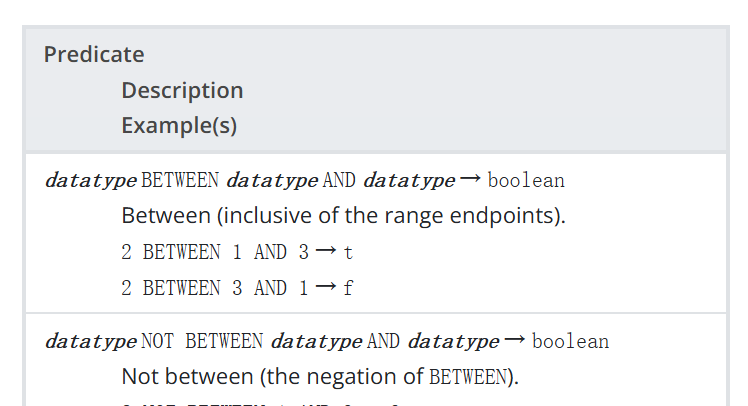 Predicate
Description
Example(s)
datatype BETWEEN datatype AND datatype → boolean
Between (inclusive of the range endpoints).
2 BETWEEN 1 AND 3 → t
2 BETWEEN 3 AND 1 → f
datatype NOT BETWEEN datatype AND datatype → boolean
Not between (the negation of BETWEEN).